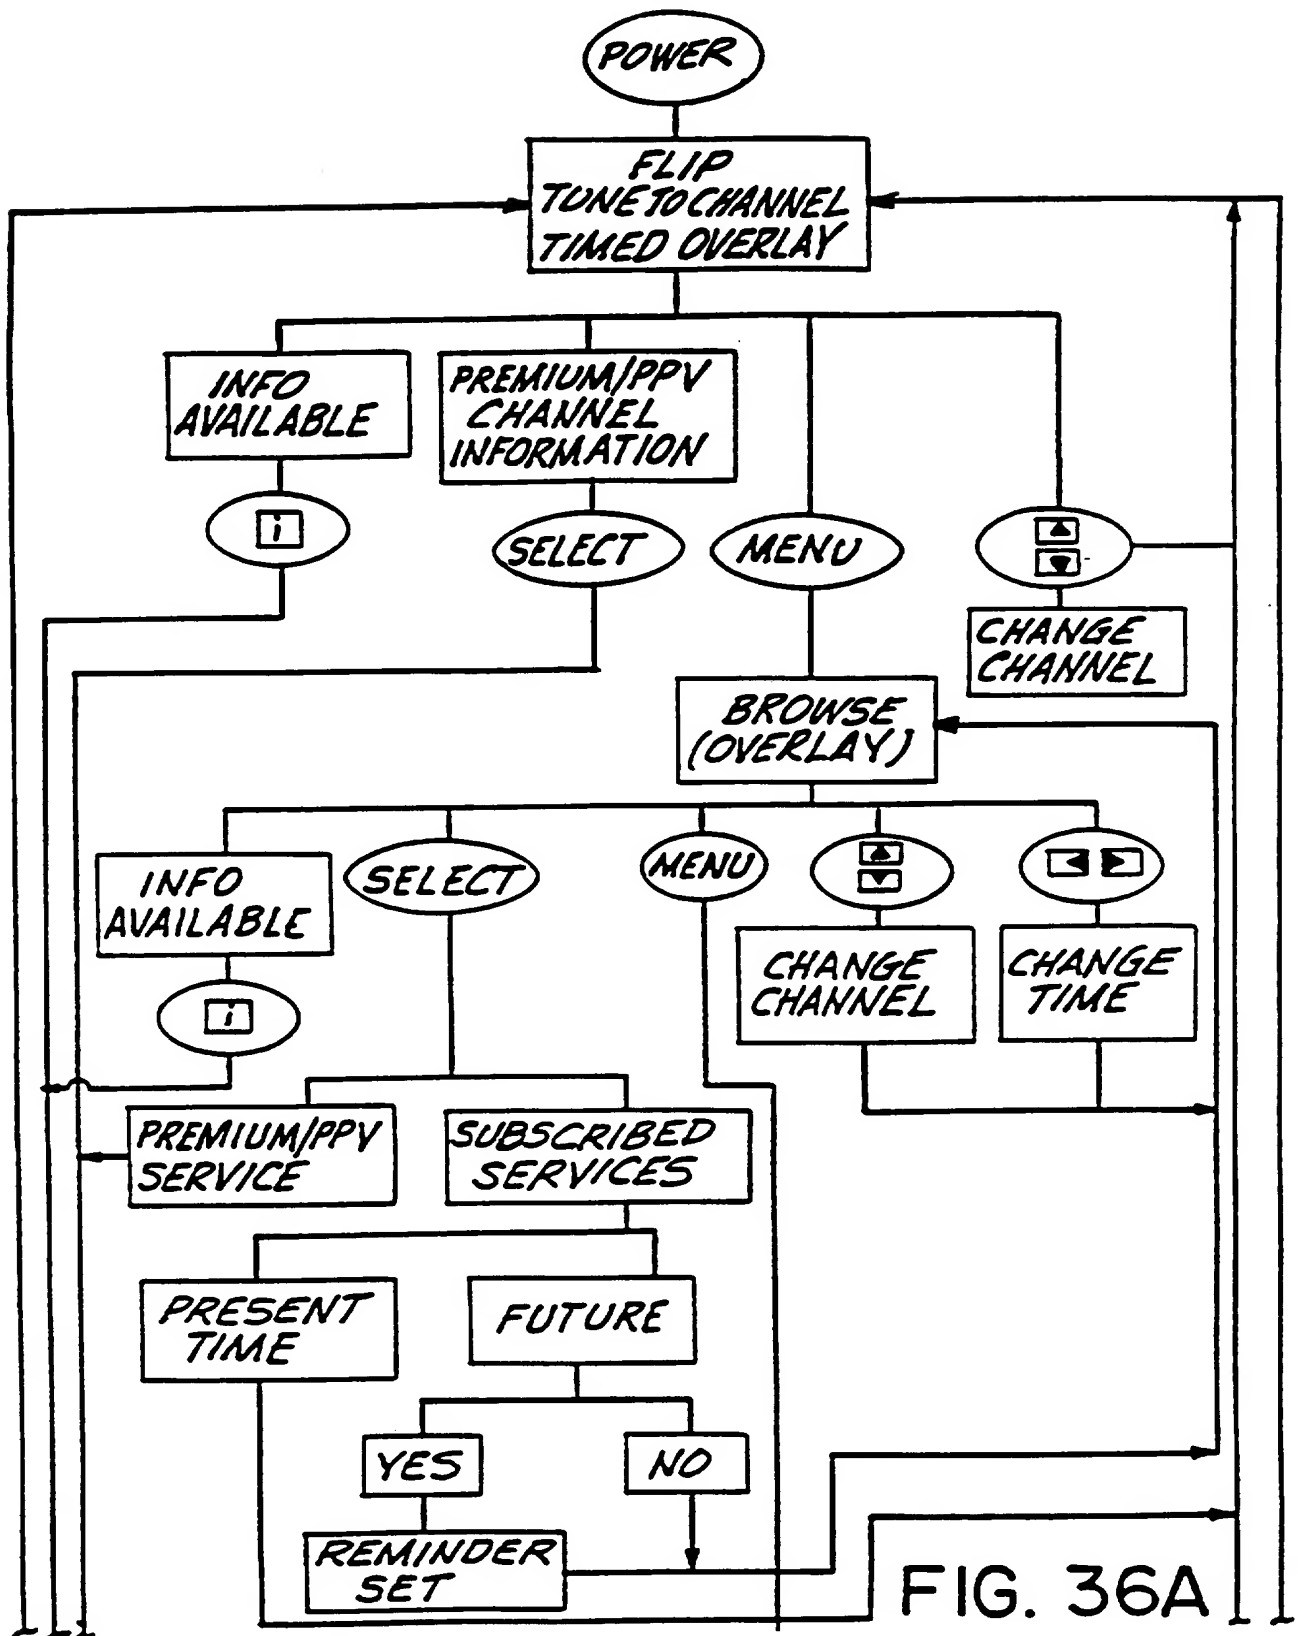 POWER
FLIP
TUNE TO CHANNEL
TIMED OVERLAY
INFO
AVAILABLE
PREMIUM/PPV
CHANNEL
INFORMATION
i
SELECT
MENU
CHANGE
CHANNEL
BROWSE
(OVERLAY)
INFO
AVAILABLE
SELECT
MENU
i
CHANGE
CHANNEL
CHANGE
TIME
PREMIUM/PPV
SERVICE
SUBSCRIBED
SERVICES
PRESENT
TIME
FUTURE
YES
NO
REMINDER
SET
FIG. 36A